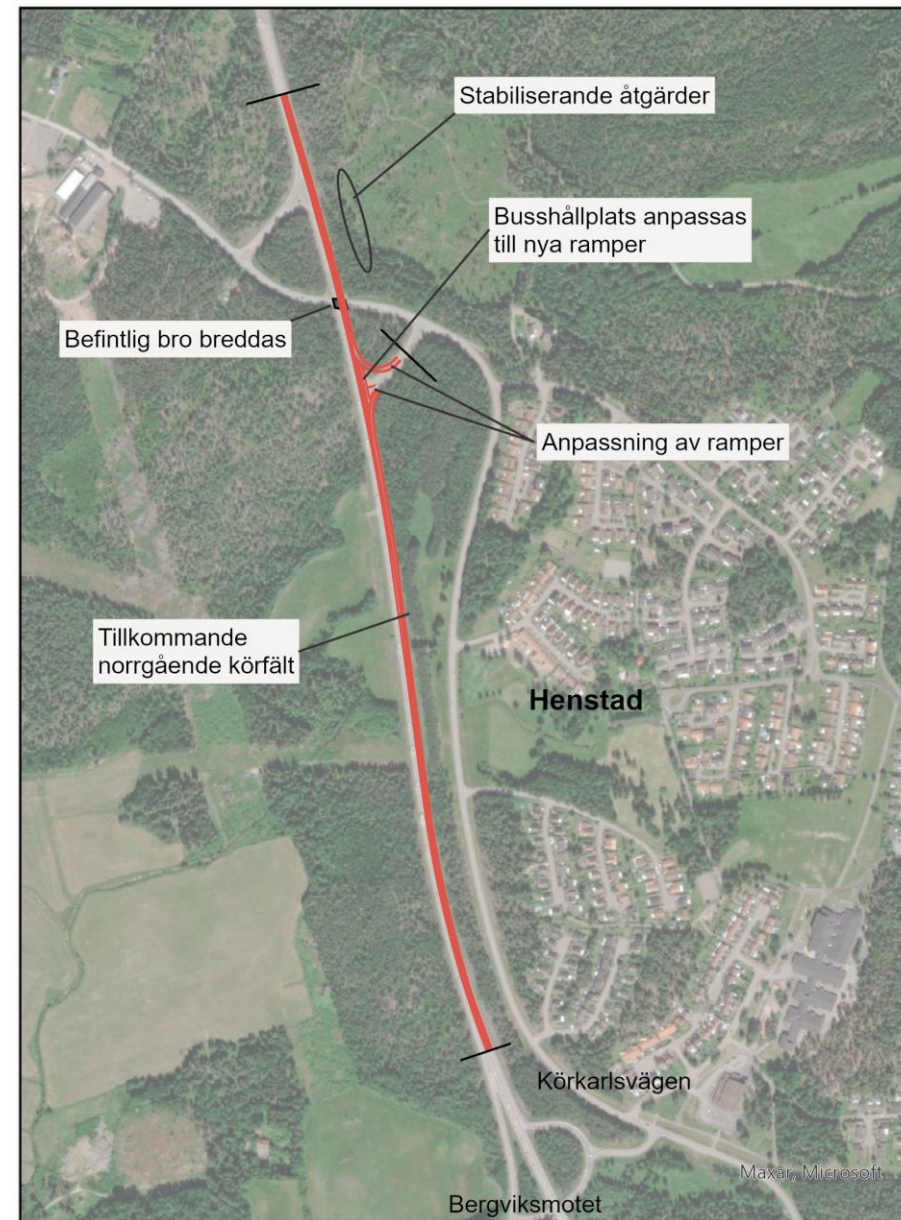 Stabiliserande åtgärder
Busshållplats anpassas
till nya ramper
Befintlig bro breddas
Anpassning av ramper
Tillkommande
norrgående körfält
Henstad
Körkarlsvägen
Maxar, Microsoft
Bergviksmotet